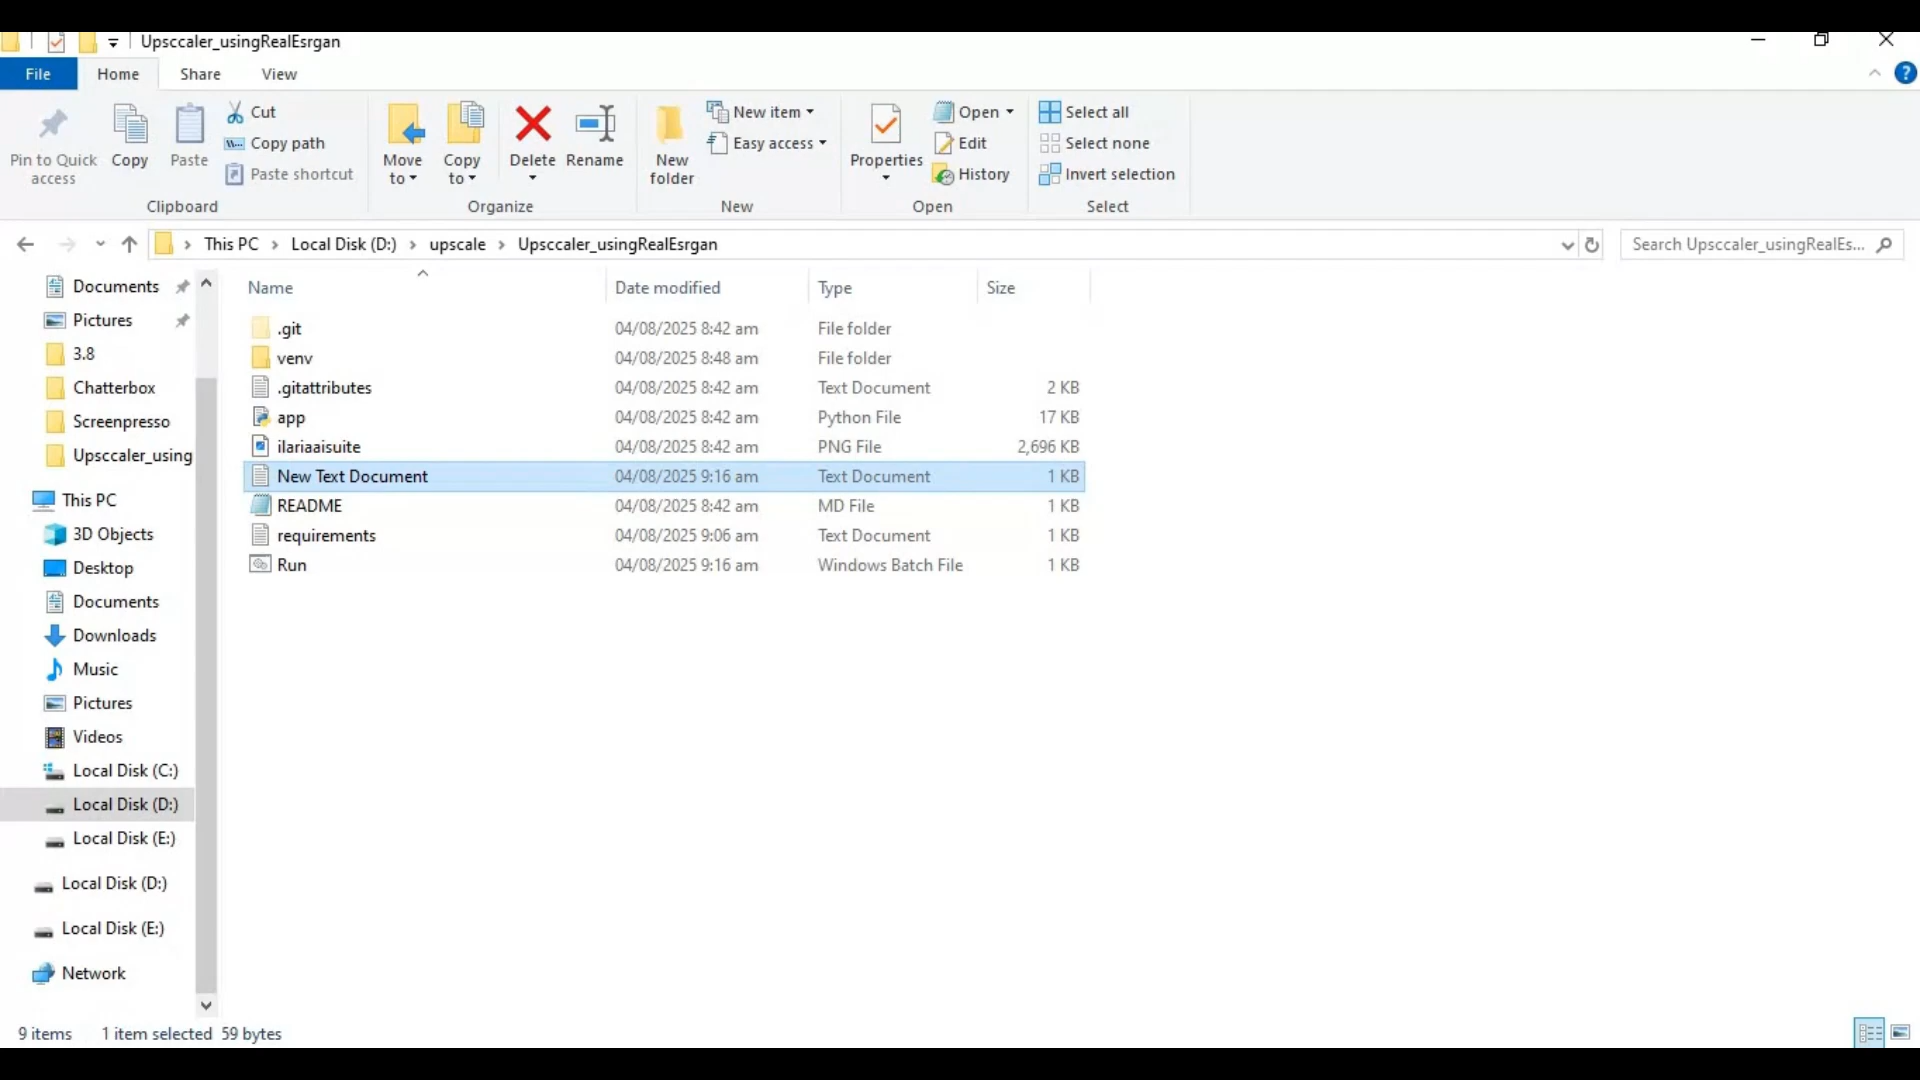 Upsccaler_usingRealEsrgan
File Home Share View
Pin to Quick access
Copy
Paste
Cut
Copy path
Paste shortcut
Clipboard
Move to
Copy to
Delete
Rename
Organize
New folder
New item
Easy access
New
Properties
Open
Edit
History
Open
Select all
Select none
Invert selection
Select
This PC > Local Disk (D:) > upscale > Upsccaler_usingRealEsrgan
Search Upsccaler_usingRealEs...
Documents
Pictures
3.8
Chatterbox
Screenpresso
Upsccaler_using
This PC
3D Objects
Desktop
Documents
Downloads
Music
Pictures
Videos
Local Disk (C:)
Local Disk (D:)
Local Disk (E:)
Local Disk (D:)
Local Disk (E:)
Network
Name Date modified Type Size
.git 04/08/2025 8:42 am File folder
venv 04/08/2025 8:48 am File folder
.gitattributes 04/08/2025 8:42 am Text Document 2 KB
app 04/08/2025 8:42 am Python File 17 KB
ilariaaisuite 04/08/2025 8:42 am PNG File 2,696 KB
New Text Document 04/08/2025 9:16 am Text Document 1 KB
README 04/08/2025 8:42 am MD File 1 KB
requirements 04/08/2025 9:06 am Text Document 1 KB
Run 04/08/2025 9:16 am Windows Batch File 1 KB
9 items 1 item selected 59 bytes